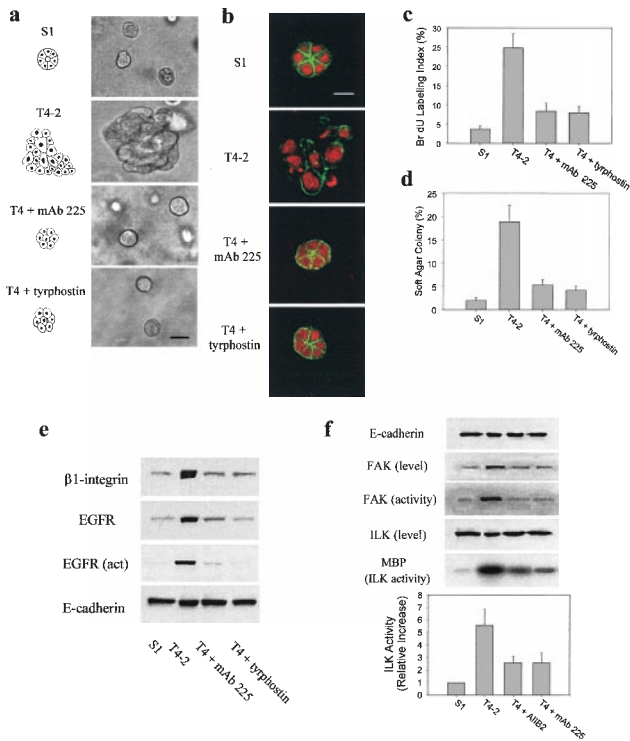 a
S1
T4-2
T4 + mAb 225
T4 + tyrphostin
b
S1
T4-2
T4 +
mAb 225
T4 +
tyrphostin
c
Br dU Labeling Index (%)
30
25
20
15
10
5
0
S1
T4-2
T4 + mAb 225
T4 + tyrphostin
d
Soft Agar Colony (%)
25
20
15
10
5
0
S1
T4-2
T4 + mAb 225
T4 + tyrphostin
e
β1-integrin
EGFR
EGFR (act)
E-cadherin
S1
T4-2
T4 + mAb 225
T4 + tyrphostin
f
E-cadherin
FAK (level)
FAK (activity)
ILK (level)
MBP
(ILK activity)
ILK Activity
(Relative Increase)
8
7
6
5
4
3
2
1
0
S1
T4-2
T4 + AIIB2
T4 + mAb 225